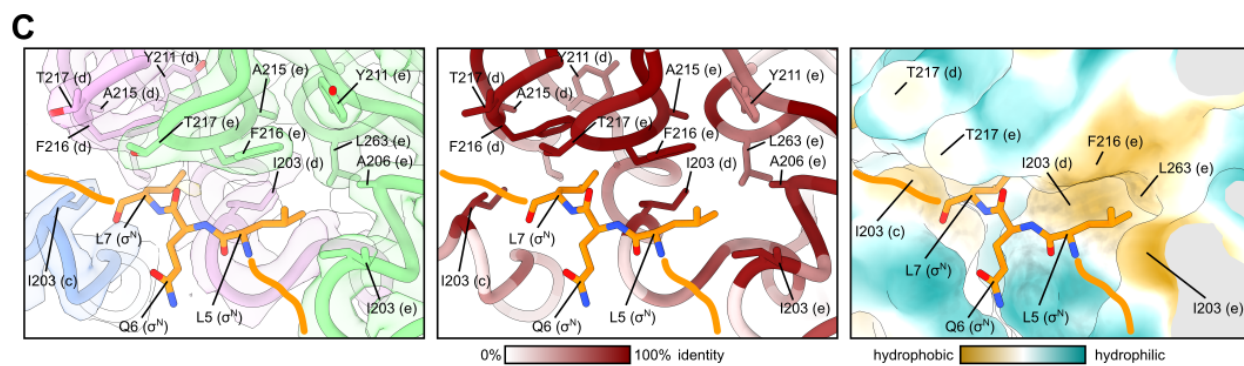 C
Y211 (d)
T217 (d)
A215 (e)
Y211 (e)
A215 (d)
T217 (e)
F216 (e)
L263 (e)
F216 (d)
I203 (d)
A206 (e)
L7 (σᴺ)
I203 (c)
L5 (σᴺ)
I203 (e)
Q6 (σᴺ)
Y211 (d)
T217 (d)
A215 (e)
Y211 (e)
A215 (d)
T217 (e)
F216 (e)
L263 (e)
F216 (d)
I203 (d)
A206 (e)
L7 (σᴺ)
I203 (c)
L5 (σᴺ)
I203 (e)
Q6 (σᴺ)
0% 100% identity
T217 (d)
T217 (e)
F216 (e)
I203 (d)
L263 (e)
I203 (c)
L7 (σᴺ)
I203 (e)
Q6 (σᴺ)
L5 (σᴺ)
hydrophobic hydrophilic